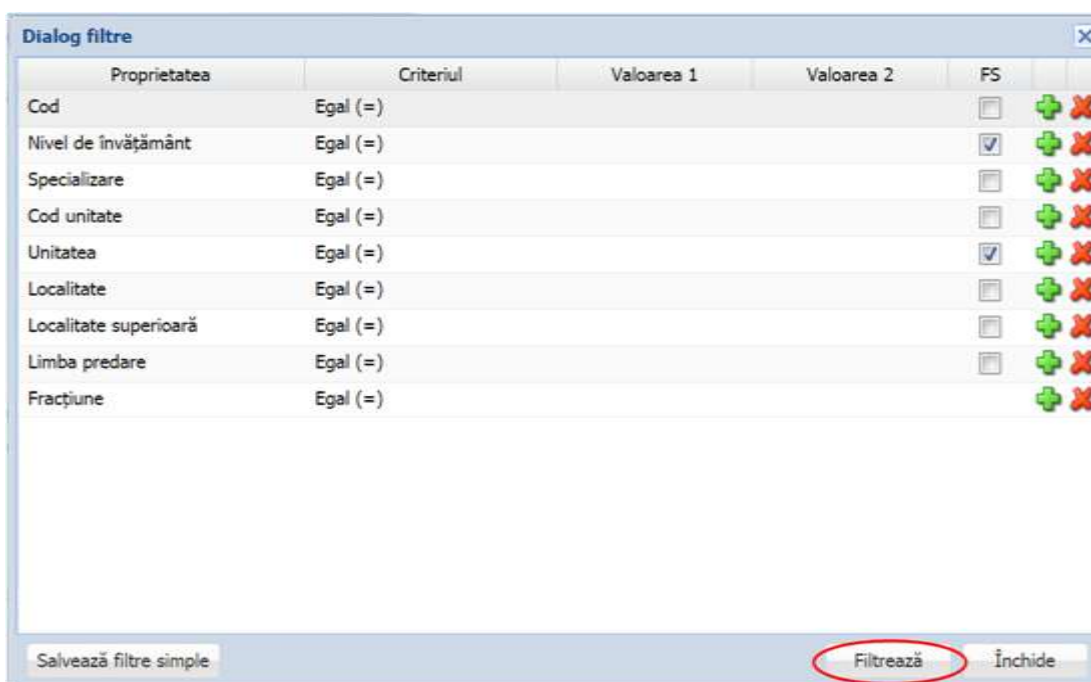 Dialog filtre
Proprietatea Criteriul Valoarea 1 Valoarea 2 FS
Cod Egal (=)
Nivel de învățământ Egal (=)
Specializare Egal (=)
Cod unitate Egal (=)
Unitatea Egal (=)
Localitate Egal (=)
Localitate superioară Egal (=)
Limba predare Egal (=)
Fracțiune Egal (=)
Salvează filtre simple Filtrează Închide